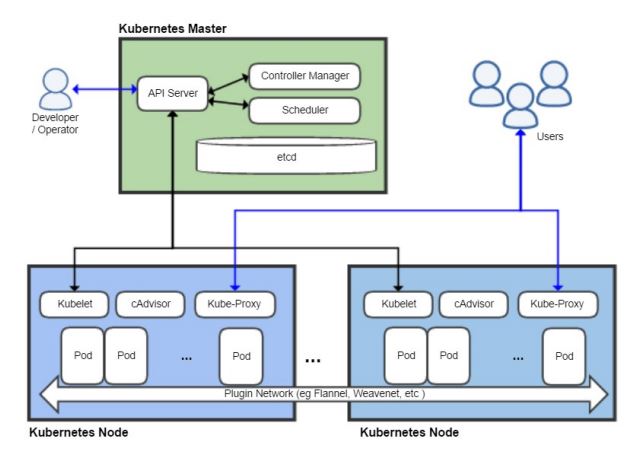 Kubernetes Master
Developer
/ Operator
API Server
Controller Manager
Scheduler
etcd
Users
Kubelet
cAdvisor
Kube-Proxy
Pod
Pod
...
Pod
...
Kubelet
cAdvisor
Kube-Proxy
Pod
Pod
...
Pod
Plugin Network (eg Flannel, Weavenet, etc )
Kubernetes Node
Kubernetes Node